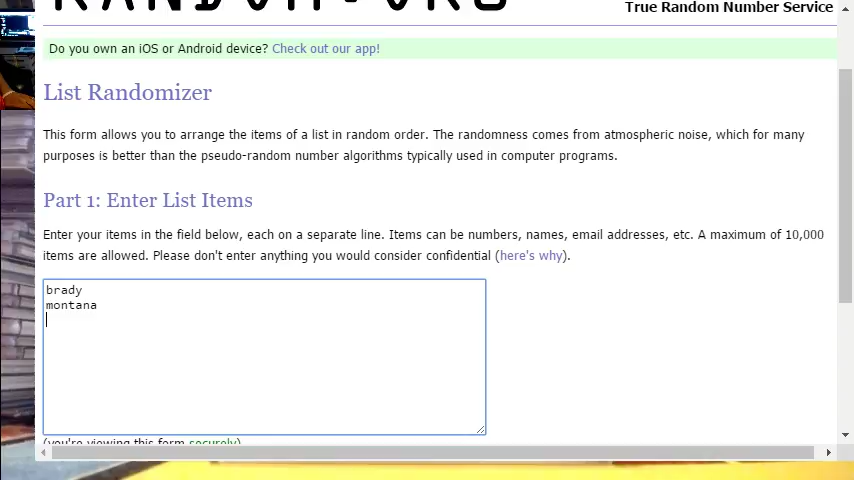 RANDOM.ORG
True Random Number Service
Do you own an iOS or Android device? Check out our app!
List Randomizer
This form allows you to arrange the items of a list in random order. The randomness comes from atmospheric noise, which for many
purposes is better than the pseudo-random number algorithms typically used in computer programs.
Part 1: Enter List Items
Enter your items in the field below, each on a separate line. Items can be numbers, names, email addresses, etc. A maximum of 10,000
items are allowed. Please don't enter anything you would consider confidential (here's why).
brady
montana
(you're viewing this form securely)